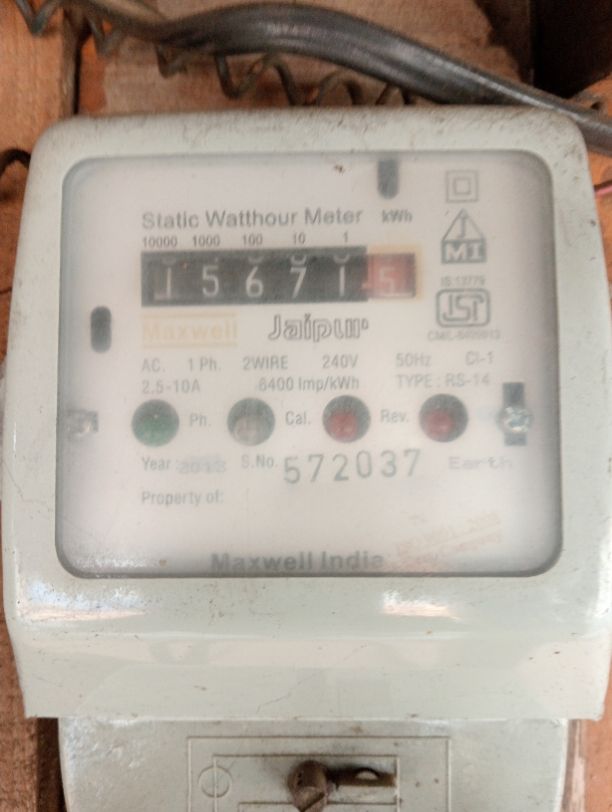 Static Watthour Meter kWh
10000 1000 100 10 1
1 5 6 7 1 .5
JMI
IS:13779
ISI
Maxwell Jaipur
AC. 1 Ph. 2WIRE 240V 50Hz Cl-1
2.5-10A 6400 Imp/kWh TYPE : RS-14
Ph. Cal. Rev.
Year S.No. 572037 Earth
Property of:
Maxwell India